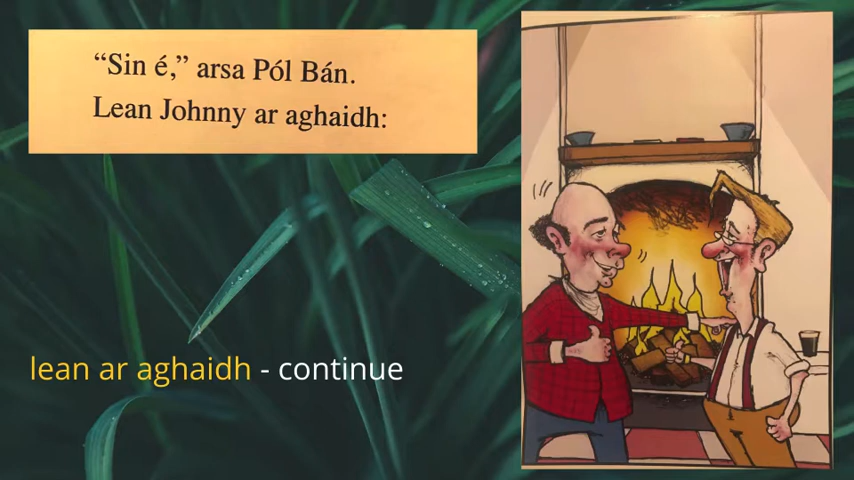 “Sin é,” arsa Pól Bán.
Lean Johnny ar aghaidh:
lean ar aghaidh - continue